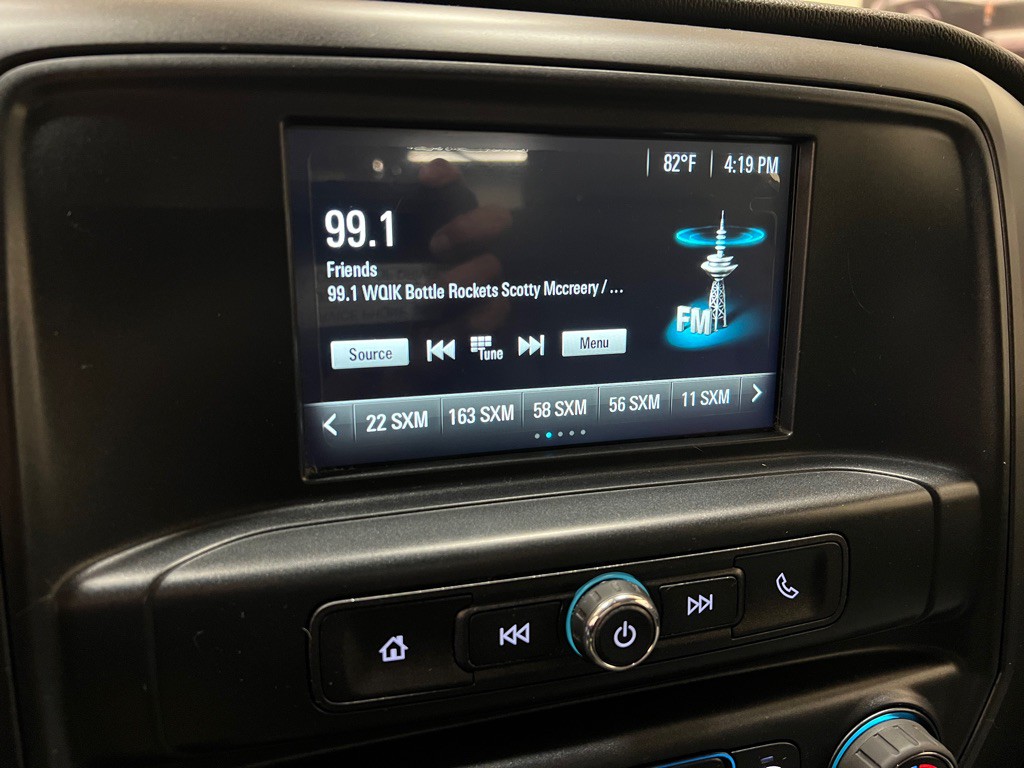 82°F 4:19 PM
99.1
Friends
99.1 WQIK Bottle Rockets Scotty Mccreery / ...
FM
Source Tune Menu
22 SXM 163 SXM 58 SXM 56 SXM 11 SXM